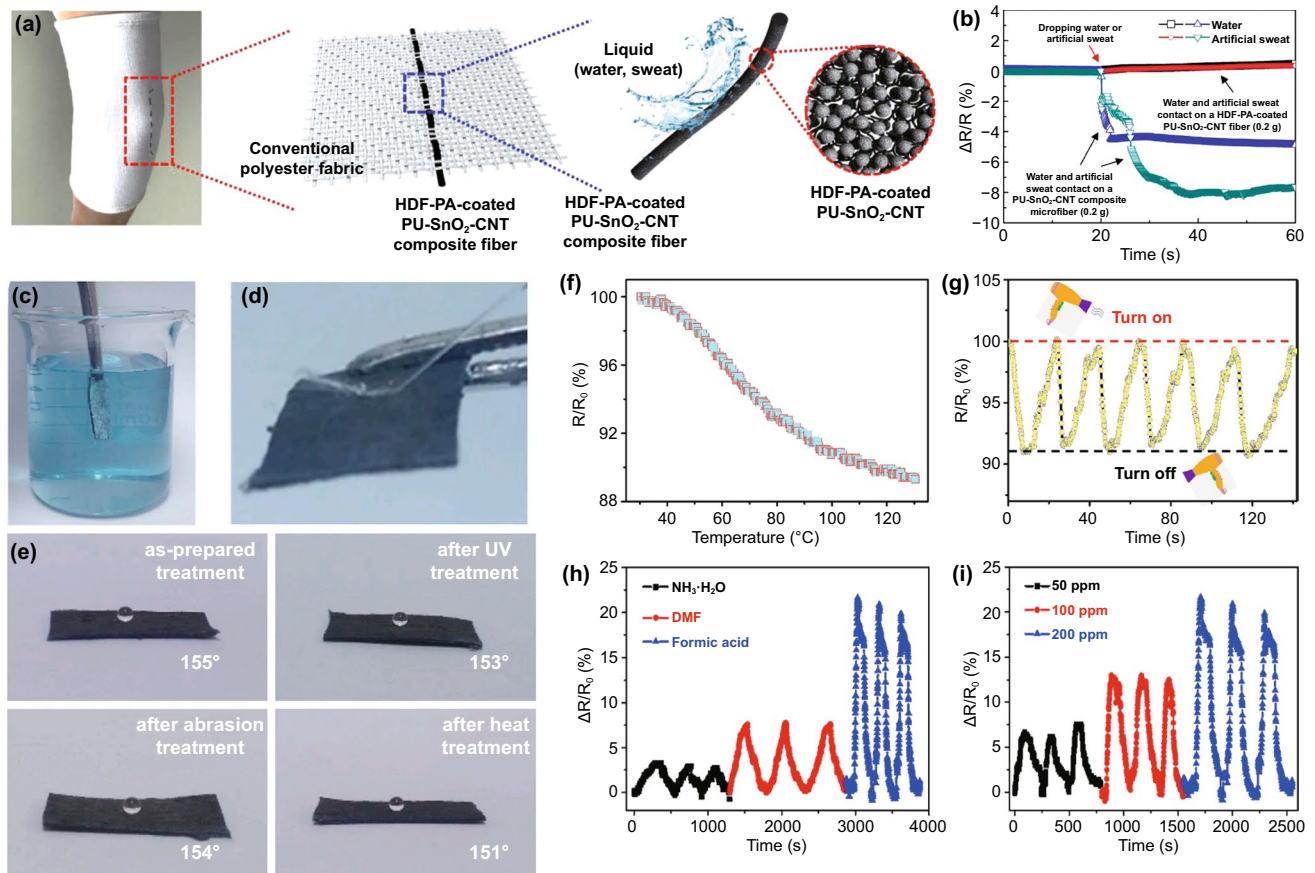 (a)
Conventional
polyester fabric
HDF-PA-coated
PU-SnO₂-CNT
composite fiber
Liquid
(water, sweat)
HDF-PA-coated
PU-SnO₂-CNT
composite fiber
HDF-PA-coated
PU-SnO₂-CNT
(b)
Dropping water or
artificial sweat
Water
Artificial sweat
Water and artificial sweat
contact on a HDF-PA-coated
PU-SnO₂-CNT fiber (0.2 g)
Water and artificial
sweat contact on a
PU-SnO₂-CNT composite
microfiber (0.2 g)
ΔR/R (%)
4
2
0
−2
−4
−6
−8
−10
0 20 40 60
Time (s)
(c)
(d)
(e)
as-prepared
treatment
155°
after UV
treatment
153°
after abrasion
treatment
154°
after heat
treatment
151°
(f)
R/R₀ (%)
100
96
92
88
40 60 80 100 120
Temperature (°C)
(g)
Turn on
Turn off
R/R₀ (%)
105
100
95
90
0 40 80 120
Time (s)
(h)
NH₃·H₂O
DMF
Formic acid
ΔR/R₀ (%)
25
20
15
10
5
0
0 1000 2000 3000 4000
Time (s)
(i)
50 ppm
100 ppm
200 ppm
ΔR/R₀ (%)
25
20
15
10
5
0
0 500 1000 1500 2000 2500
Time (s)